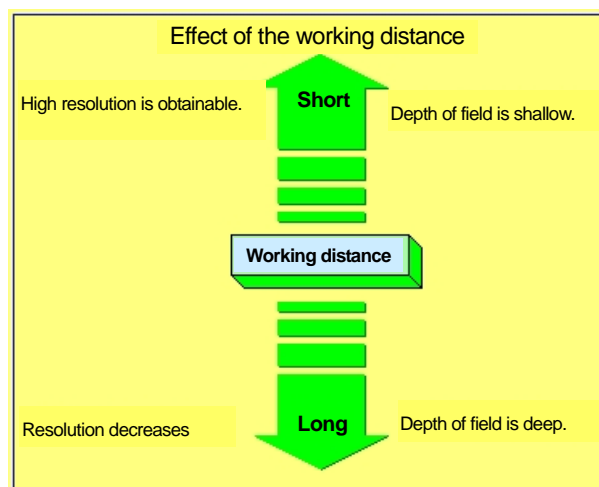 Effect of the working distance
High resolution is obtainable.
Short
Depth of field is shallow.
Working distance
Resolution decreases
Long
Depth of field is deep.